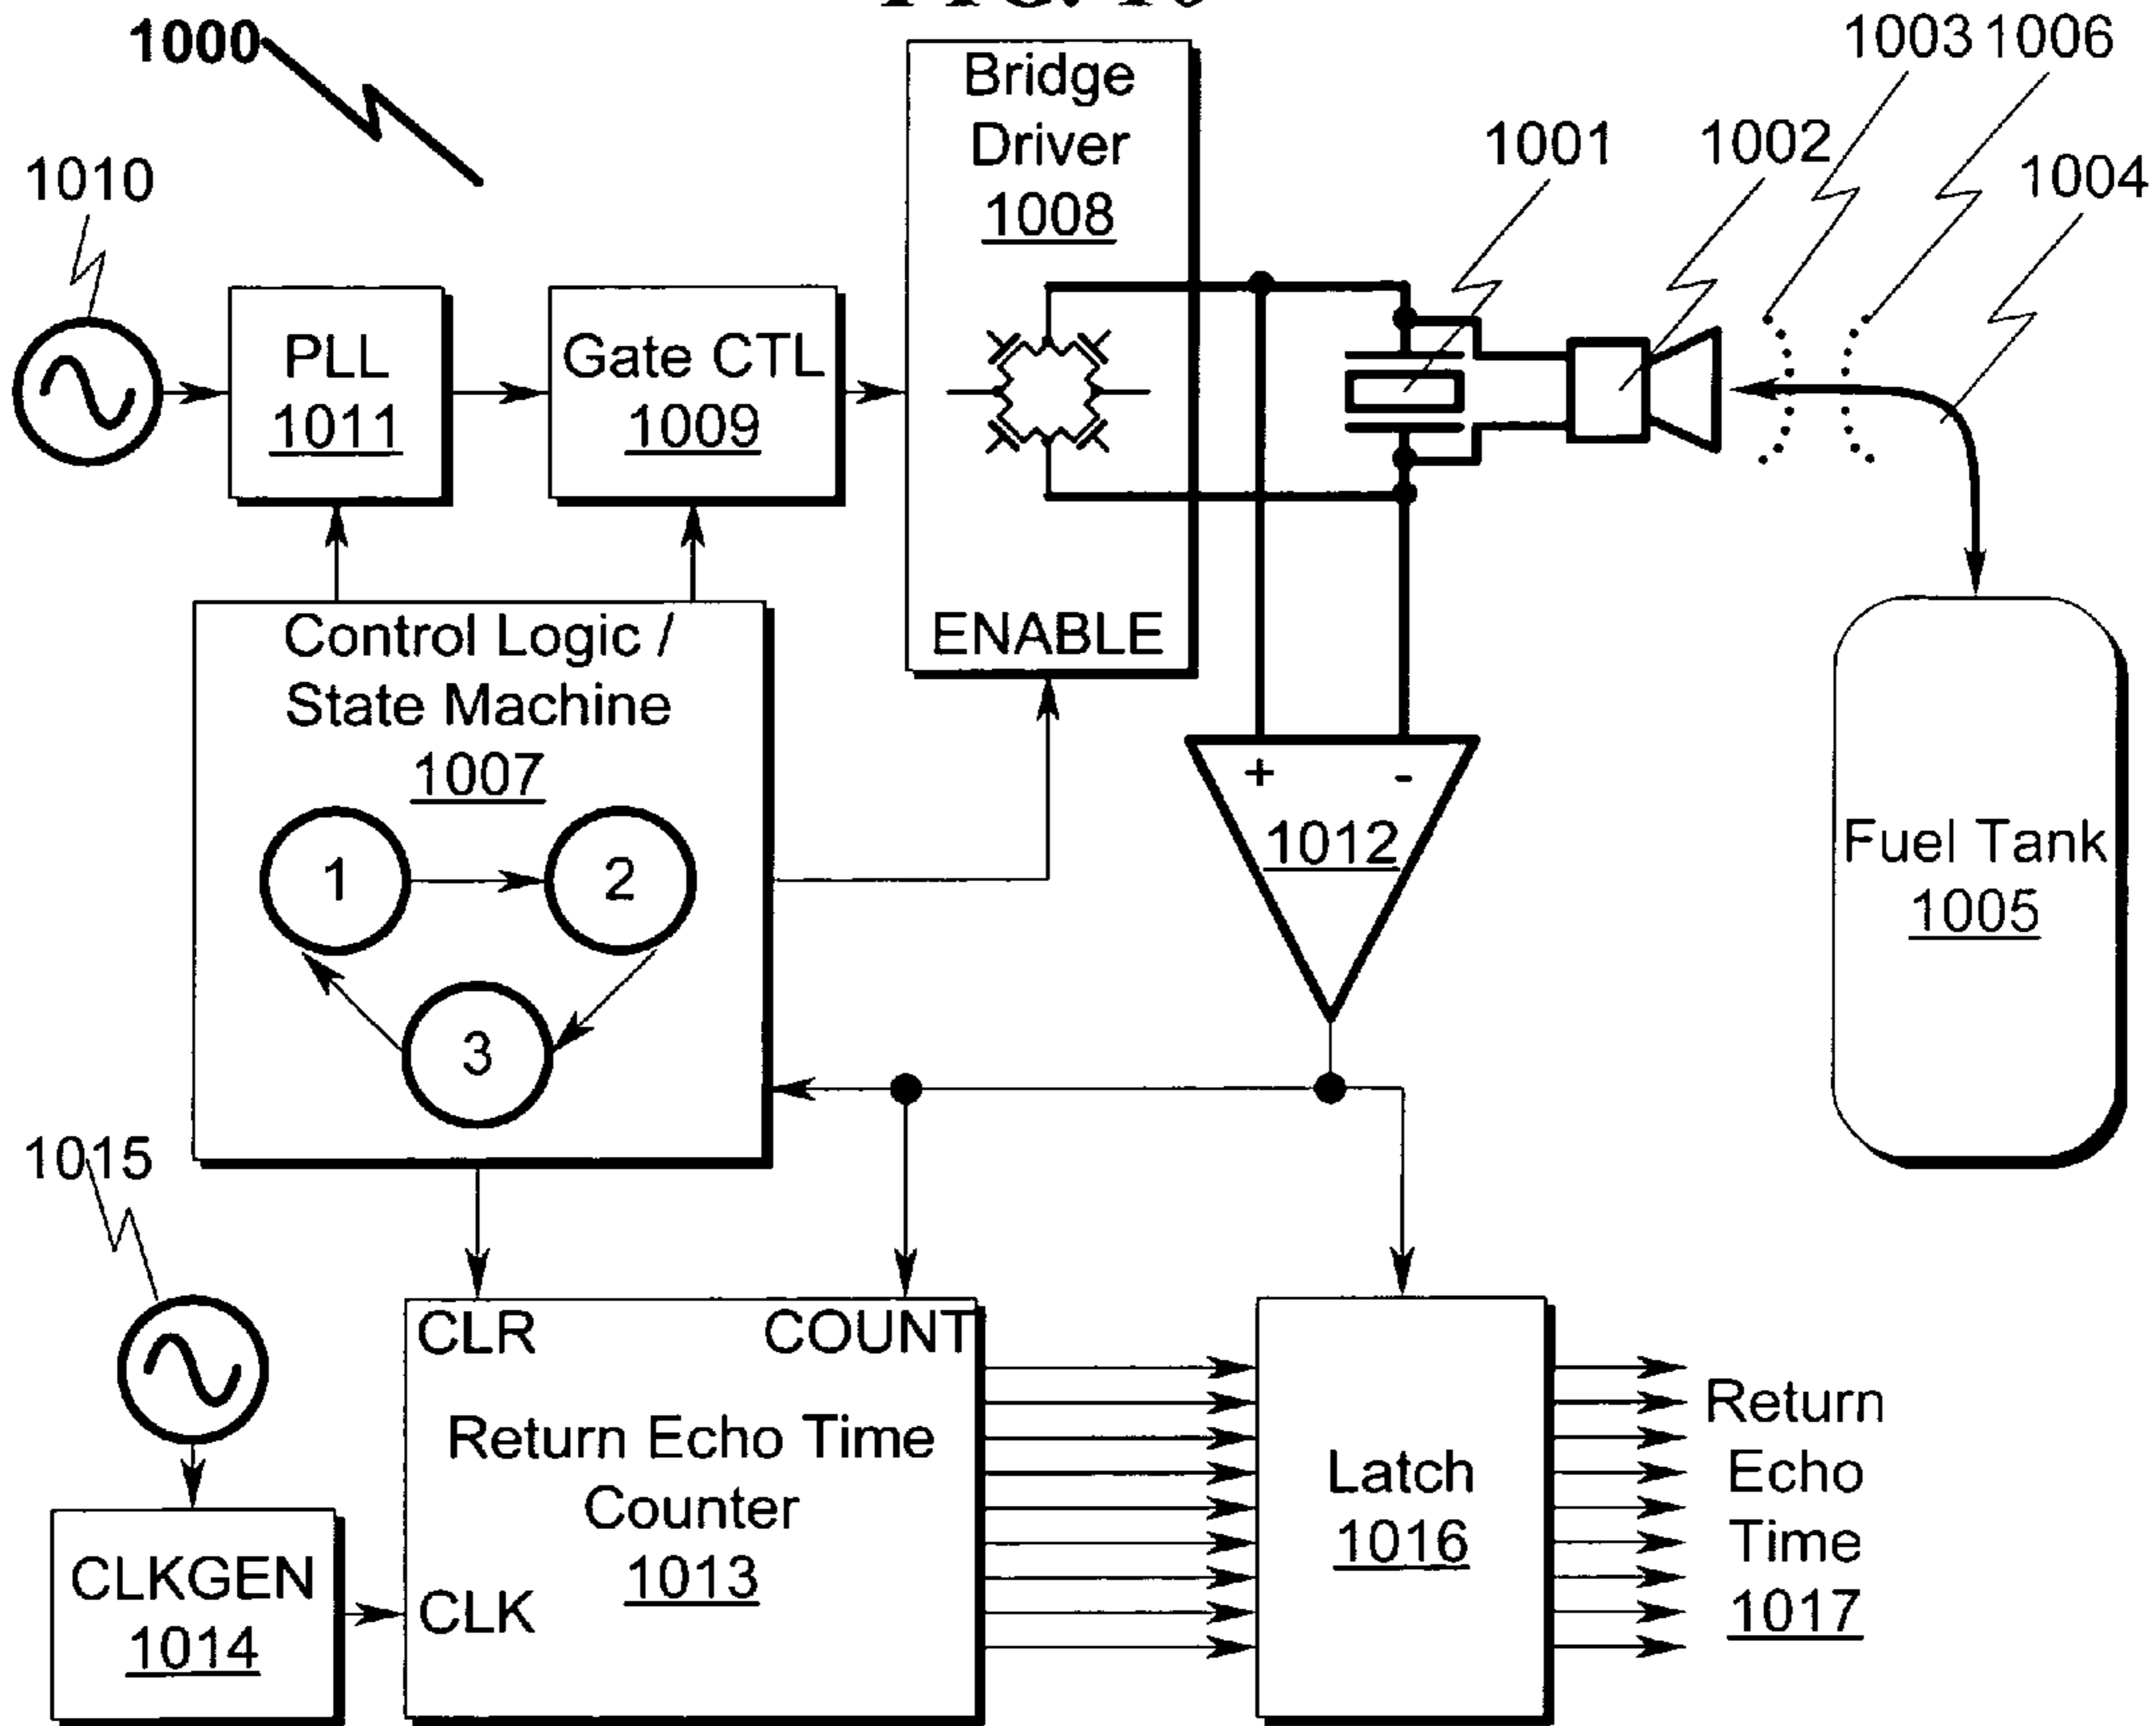 FIG. 10
1000
1003 1006
Bridge
Driver
1008
1001
1002
1004
1010
PLL
1011
Gate CTL
1009
ENABLE
Control Logic /
State Machine
1007
1
2
3
+ -
1012
Fuel Tank
1005
1015
CLR COUNT
Return Echo Time
Counter
1013
CLK
CLKGEN
1014
Latch
1016
Return
Echo
Time
1017